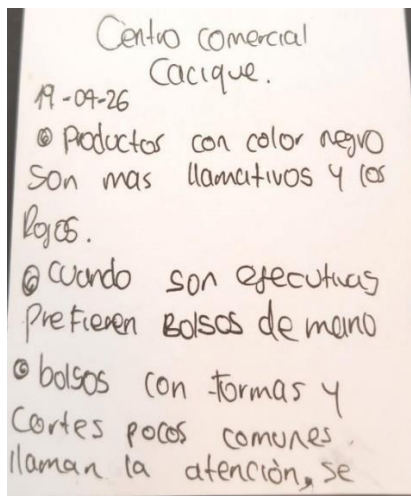 Centro comercial
Cacique.
19-04-26
• Productos con color negro
Son mas llamativos y los
Rojos.
• Cuando son ejecutivas
Prefieren Bolsos de mano
• bolsos con formas y
Cortes pocos comunes.
llaman la atención, se